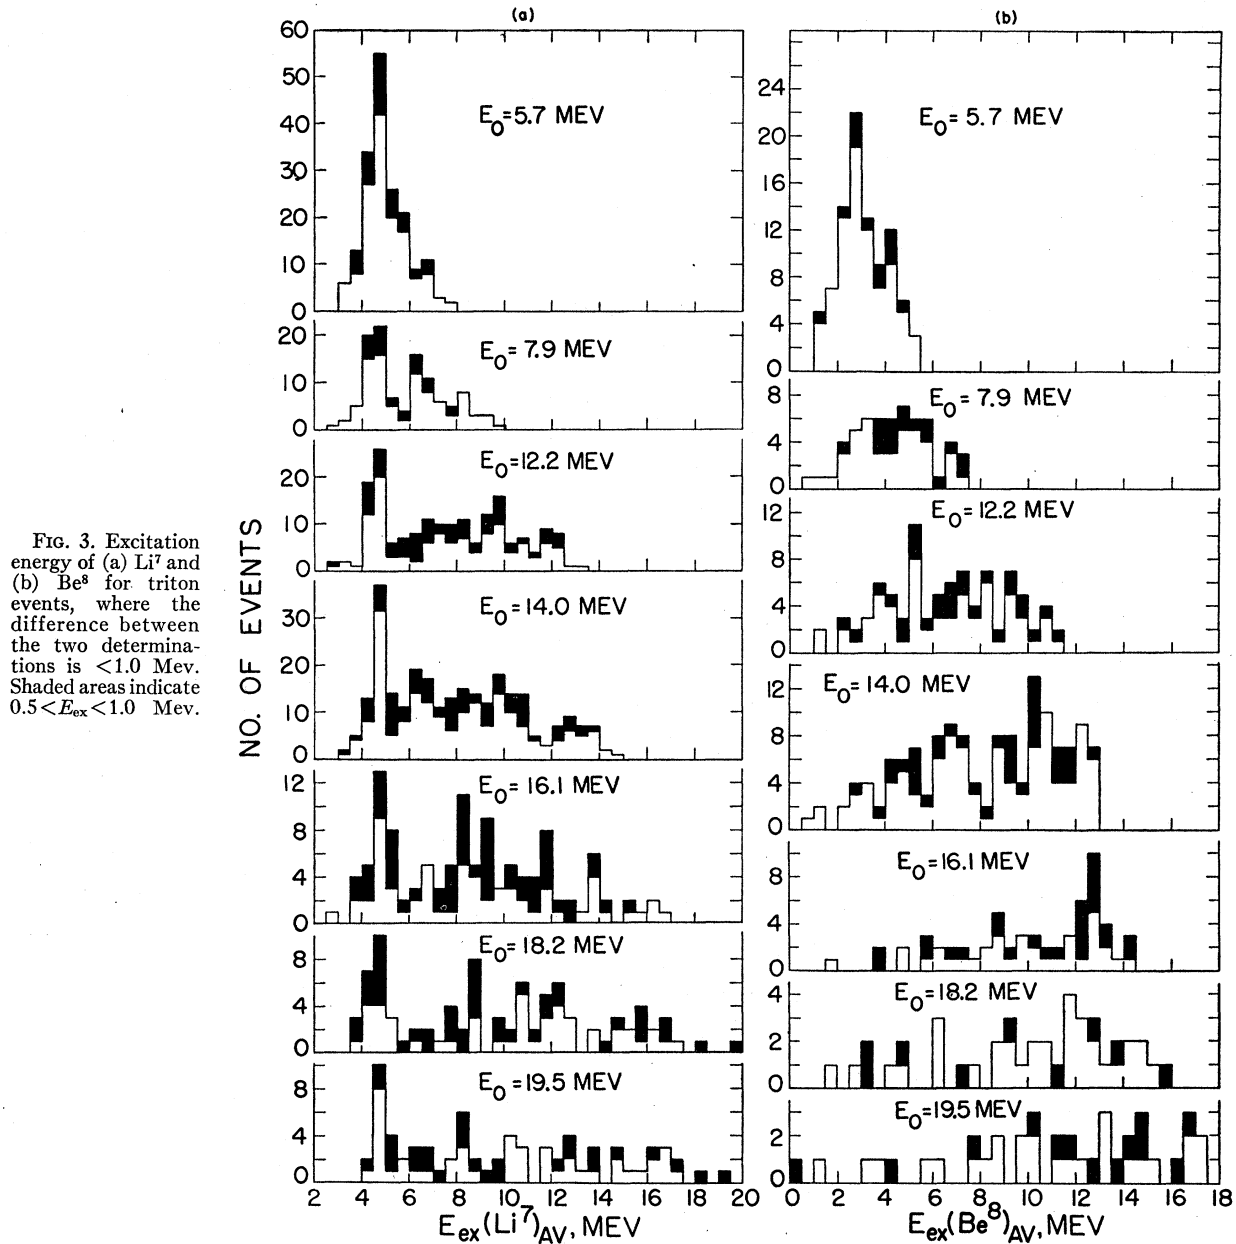 (a)
(b)
60
50
40
30
20
10
0
E0=5.7 MEV
24
20
16
12
8
4
0
E0= 5.7 MEV
20
10
0
E0= 7.9 MEV
8
6
4
2
0
E0= 7.9 MEV
20
10
0
E0=12.2 MEV
12
8
4
0
E0=12.2 MEV
FIG. 3. Excitation
energy of (a) Li7 and
(b) Be8 for triton
events, where the
difference between
the two determina-
tions is <1.0 Mev.
Shaded areas indicate
0.5<Eex<1.0 Mev.
NO. OF EVENTS
30
20
10
0
E0=14.0 MEV
12
8
4
0
E0=14.0 MEV
12
8
4
0
E0= 16.1 MEV
8
4
0
E0=16.1 MEV
8
4
0
E0=18.2 MEV
4
2
0
E0=18.2 MEV
8
4
0
E0=19.5 MEV
2
0
E0=19.5 MEV
2 4 6 8 10 12 14 16 18 20
0 2 4 6 8 10 12 14 16 18
Eex(Li7)AV, MEV
Eex(Be8)AV, MEV